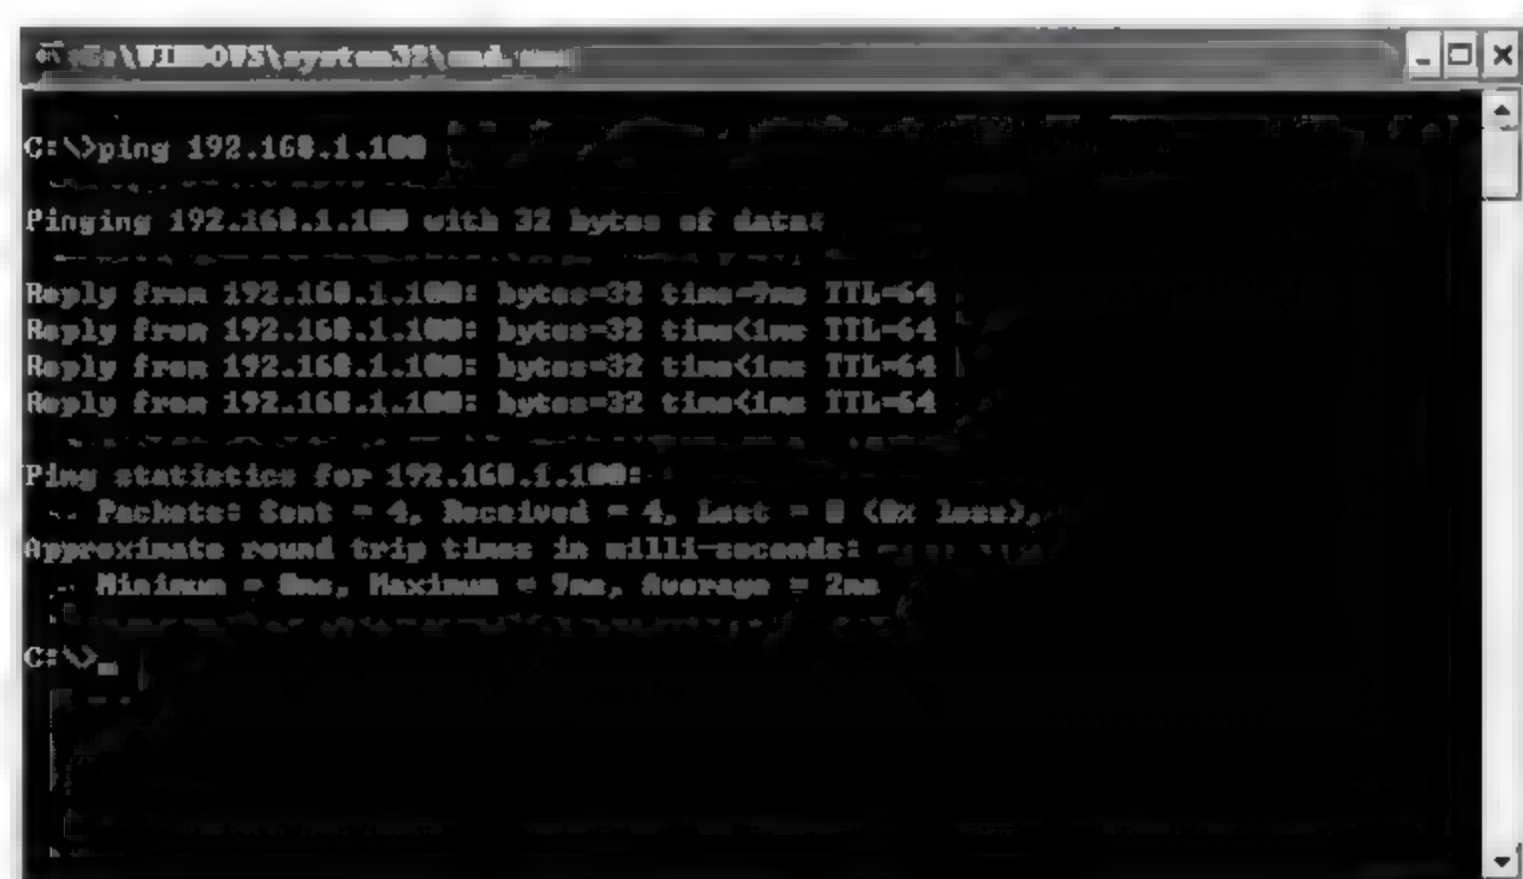 C:\WINDOWS\system32\cmd.exe
C:\>ping 192.168.1.100
Pinging 192.168.1.100 with 32 bytes of data:
Reply from 192.168.1.100: bytes=32 time=9ms TTL=64
Reply from 192.168.1.100: bytes=32 time<1ms TTL=64
Reply from 192.168.1.100: bytes=32 time<1ms TTL=64
Reply from 192.168.1.100: bytes=32 time<1ms TTL=64
Ping statistics for 192.168.1.100:
Packets: Sent = 4, Received = 4, Lost = 0 (0% loss),
Approximate round trip times in milli-seconds:
Minimum = 0ms, Maximum = 9ms, Average = 2ms
C:\>_